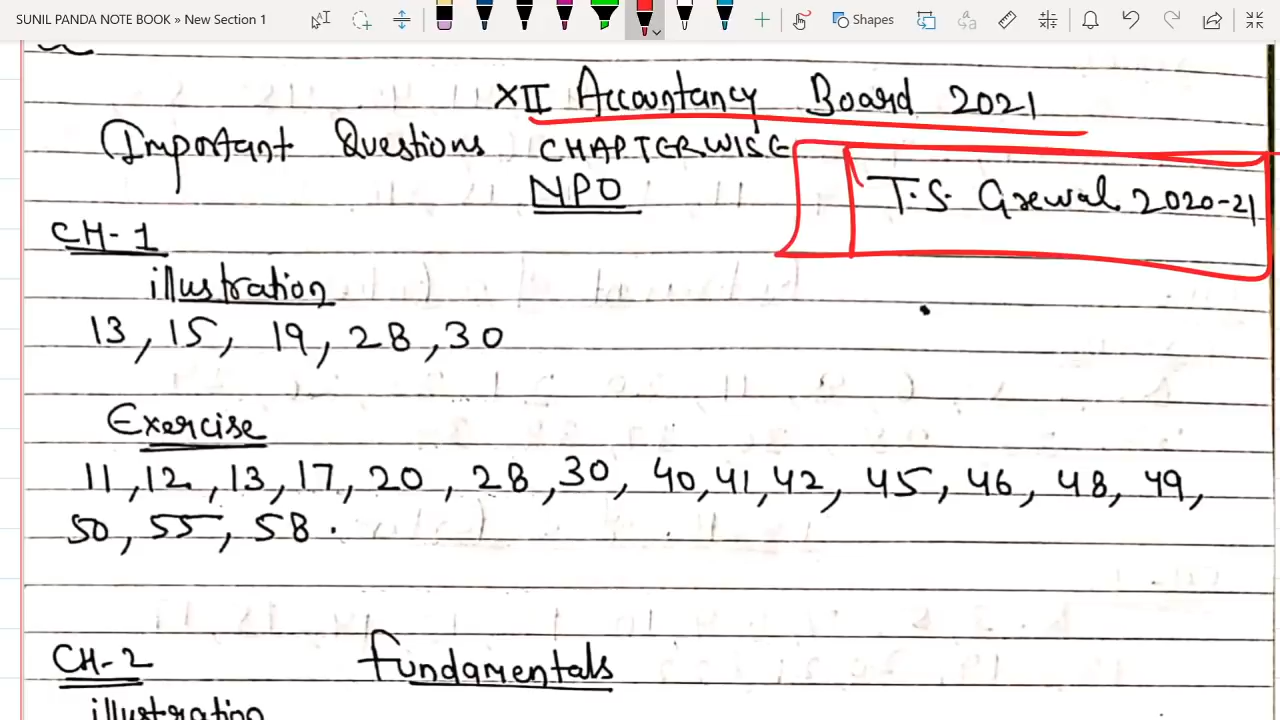 SUNIL PANDA NOTE BOOK » New Section 1
Shapes
XII Accountancy Board 2021
Important Questions CHAPTERWISE
NPO
T.S. Grewal 2020-21
CH-1
illustration
13, 15, 19, 28, 30
Exercise
11, 12, 13, 17, 20, 28, 30, 40, 41, 42, 45, 46, 48, 49,
50, 55, 58.
CH-2 Fundamentals
illustration